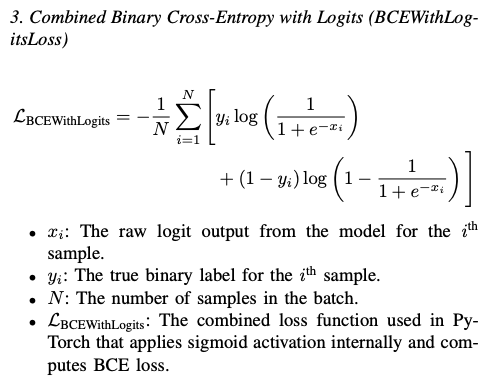 3. Combined Binary Cross-Entropy with Logits (BCEWithLog-
itsLoss)
$\mathcal{L}_{\text{BCEWithLogits}} = -\frac{1}{N} \sum_{i=1}^{N} \left[ y_i \log \left( \frac{1}{1 + e^{-x_i}} \right) \right.$
$\left. + (1 - y_i) \log \left( 1 - \frac{1}{1 + e^{-x_i}} \right) \right]$
• $x_i$: The raw logit output from the model for the $i^{\text{th}}$
sample.
• $y_i$: The true binary label for the $i^{\text{th}}$ sample.
• $N$: The number of samples in the batch.
• $\mathcal{L}_{\text{BCEWithLogits}}$: The combined loss function used in Py-
Torch that applies sigmoid activation internally and com-
putes BCE loss.